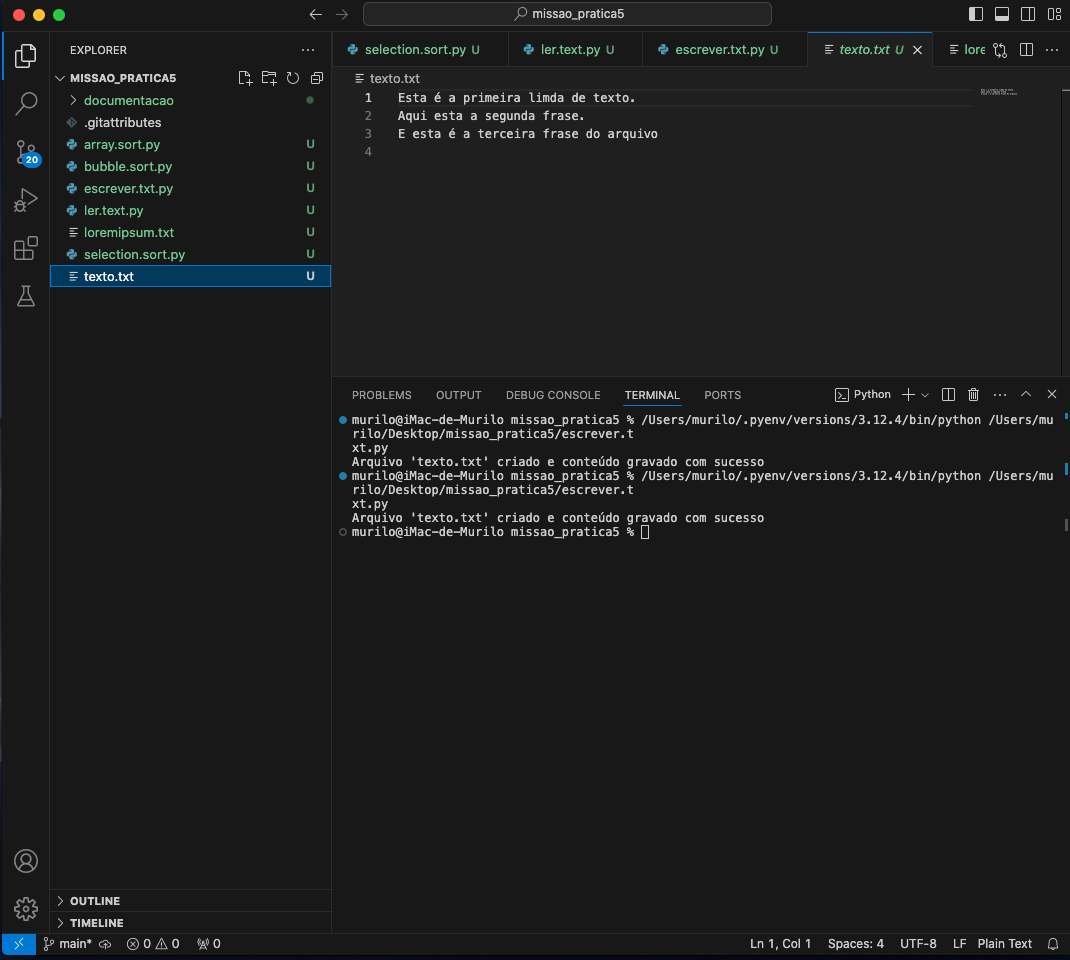 missao_pratica5
EXPLORER
MISSAO_PRATICA5
documentacao
.gitattributes
array.sort.py U
bubble.sort.py U
escrever.txt.py U
ler.text.py U
loremipsum.txt U
selection.sort.py U
texto.txt U
20
OUTLINE
TIMELINE
selection.sort.py U ler.text.py U escrever.txt.py U texto.txt U lore
texto.txt
1 Esta é a primeira limda de texto.
2 Aqui esta a segunda frase.
3 E esta é a terceira frase do arquivo
4
PROBLEMS OUTPUT DEBUG CONSOLE TERMINAL PORTS Python
murilo@iMac-de-Murilo missao_pratica5 % /Users/murilo/.pyenv/versions/3.12.4/bin/python /Users/mu
rilo/Desktop/missao_pratica5/escrever.t
xt.py
Arquivo 'texto.txt' criado e conteúdo gravado com sucesso
murilo@iMac-de-Murilo missao_pratica5 % /Users/murilo/.pyenv/versions/3.12.4/bin/python /Users/mu
rilo/Desktop/missao_pratica5/escrever.t
xt.py
Arquivo 'texto.txt' criado e conteúdo gravado com sucesso
murilo@iMac-de-Murilo missao_pratica5 %
main* 0 0 0 Ln 1, Col 1 Spaces: 4 UTF-8 LF Plain Text